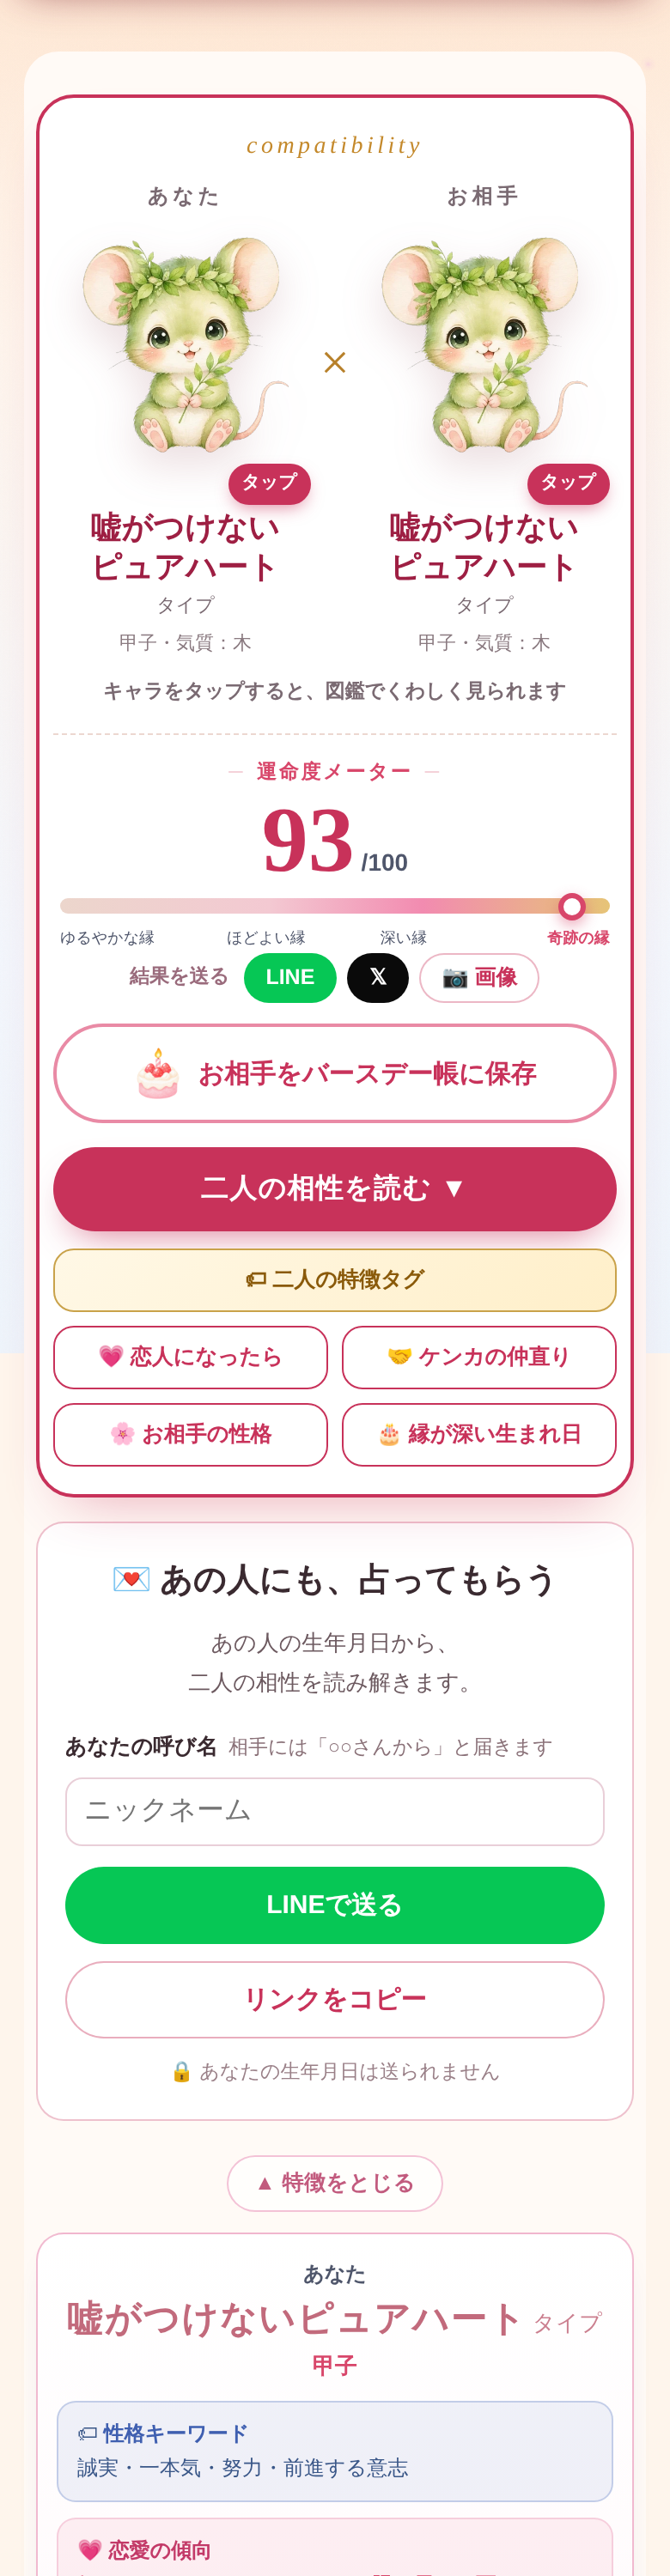 compatibility
あなた
お相手
×
タップ
タップ
嘘がつけない
ピュアハート
タイプ
甲子・気質：木
嘘がつけない
ピュアハート
タイプ
甲子・気質：木
キャラをタップすると、図鑑でくわしく見られます
運命度メーター
93 /100
ゆるやかな縁 ほどよい縁 深い縁 奇跡の縁
結果を送る LINE 𝕏 📷 画像
🎂 お相手をバースデー帳に保存
二人の相性を読む ▼
🏷 二人の特徴タグ
💗 恋人になったら 🤝 ケンカの仲直り
🌸 お相手の性格 🎂 縁が深い生まれ日
💌 あの人にも、占ってもらう
あの人の生年月日から、
二人の相性を読み解きます。
あなたの呼び名 相手には「○○さんから」と届きます
ニックネーム
LINEで送る
リンクをコピー
🔒 あなたの生年月日は送られません
▲ 特徴をとじる
あなた
嘘がつけないピュアハート タイプ
甲子
🏷 性格キーワード
誠実・一本気・努力・前進する意志
💗 恋愛の傾向